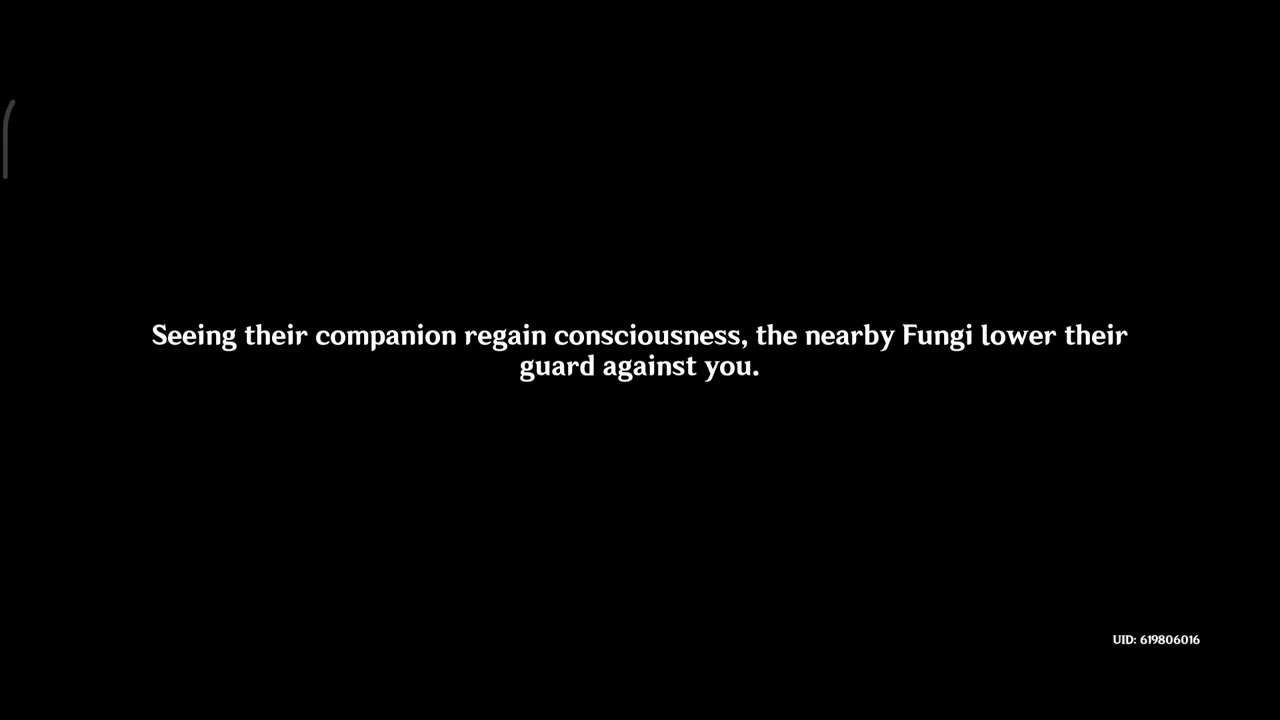 Seeing their companion regain consciousness, the nearby Fungi lower their
guard against you.
UID: 619806016